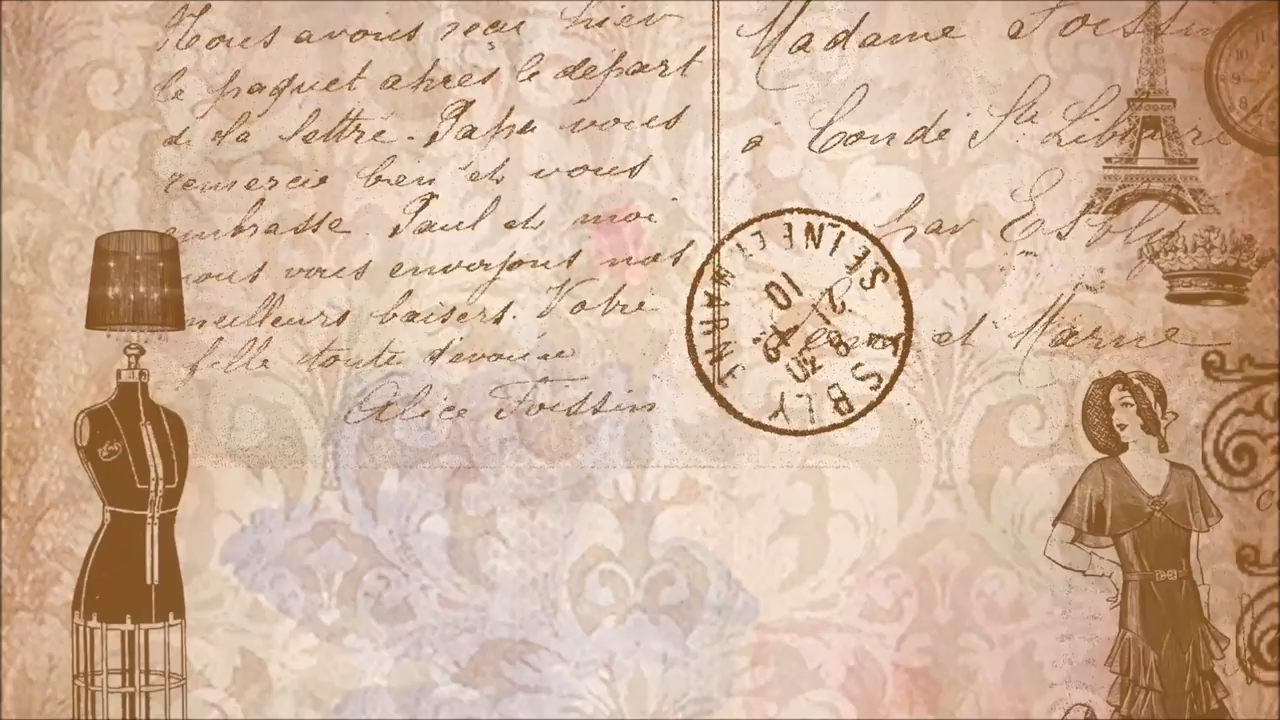 Nous avons reçu hier
le paquet après le départ
de la lettre. Papa vous
remercie bien et vous
embrasse. Paul et moi
nous vous envoyons nos
meilleurs baisers. Votre
fille toute dévouée
Alice Foissin
Madame Foissin
à Condé Ste Libiaire
par Esbly
et Marne
ESBLY
SEINE ET MARNE
10